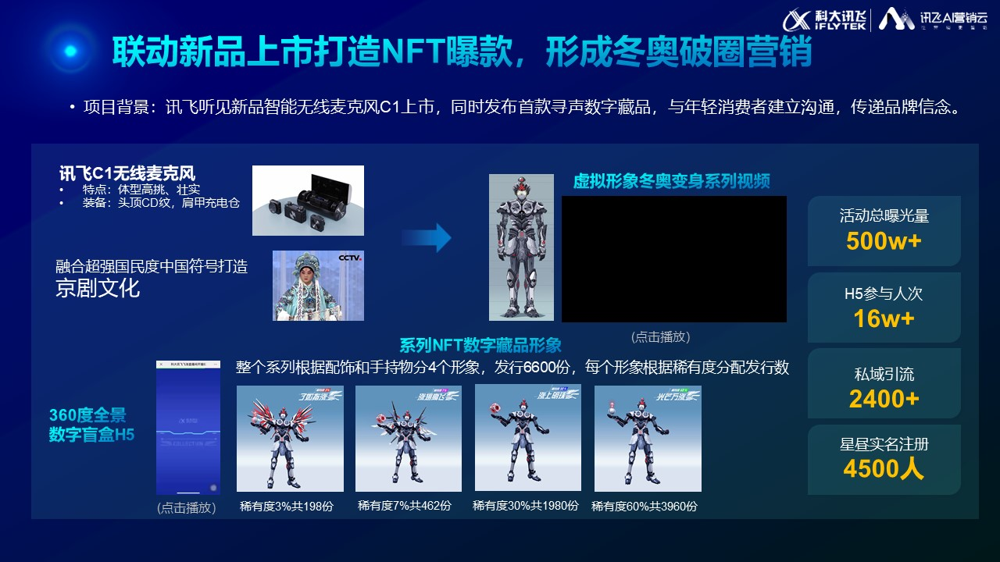 科大讯飞
iFLYTEK
讯飞AI营销云
联动新品上市打造NFT曝款，形成冬奥破圈营销
• 项目背景：讯飞听见新品智能无线麦克风C1上市，同时发布首款寻声数字藏品，与年轻消费者建立沟通，传递品牌信念。
讯飞C1无线麦克风
• 特点：体型高挑、壮实
• 装备：头顶CD纹，肩甲充电仓
融合超强国民度中国符号打造
京剧文化
CCTV
虚拟形象冬奥变身系列视频
(点击播放)
活动总曝光量
500w+
H5参与人次
16w+
私域引流
2400+
星昼实名注册
4500人
系列NFT数字藏品形象
整个系列根据配饰和手持物分4个形象，发行6600份，每个形象根据稀有度分配发行数
360度全景
数字盲盒H5
(点击播放)
稀有度3%共198份
稀有度7%共462份
稀有度30%共1980份
稀有度60%共3960份